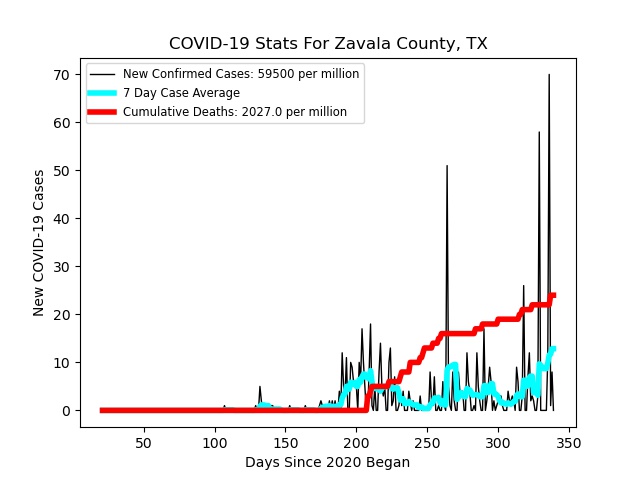 COVID-19 Stats For Zavala County, TX
New Confirmed Cases: 59500 per million
7 Day Case Average
Cumulative Deaths: 2027.0 per million
New COVID-19 Cases
70
60
50
40
30
20
10
0
50 100 150 200 250 300 350
Days Since 2020 Began